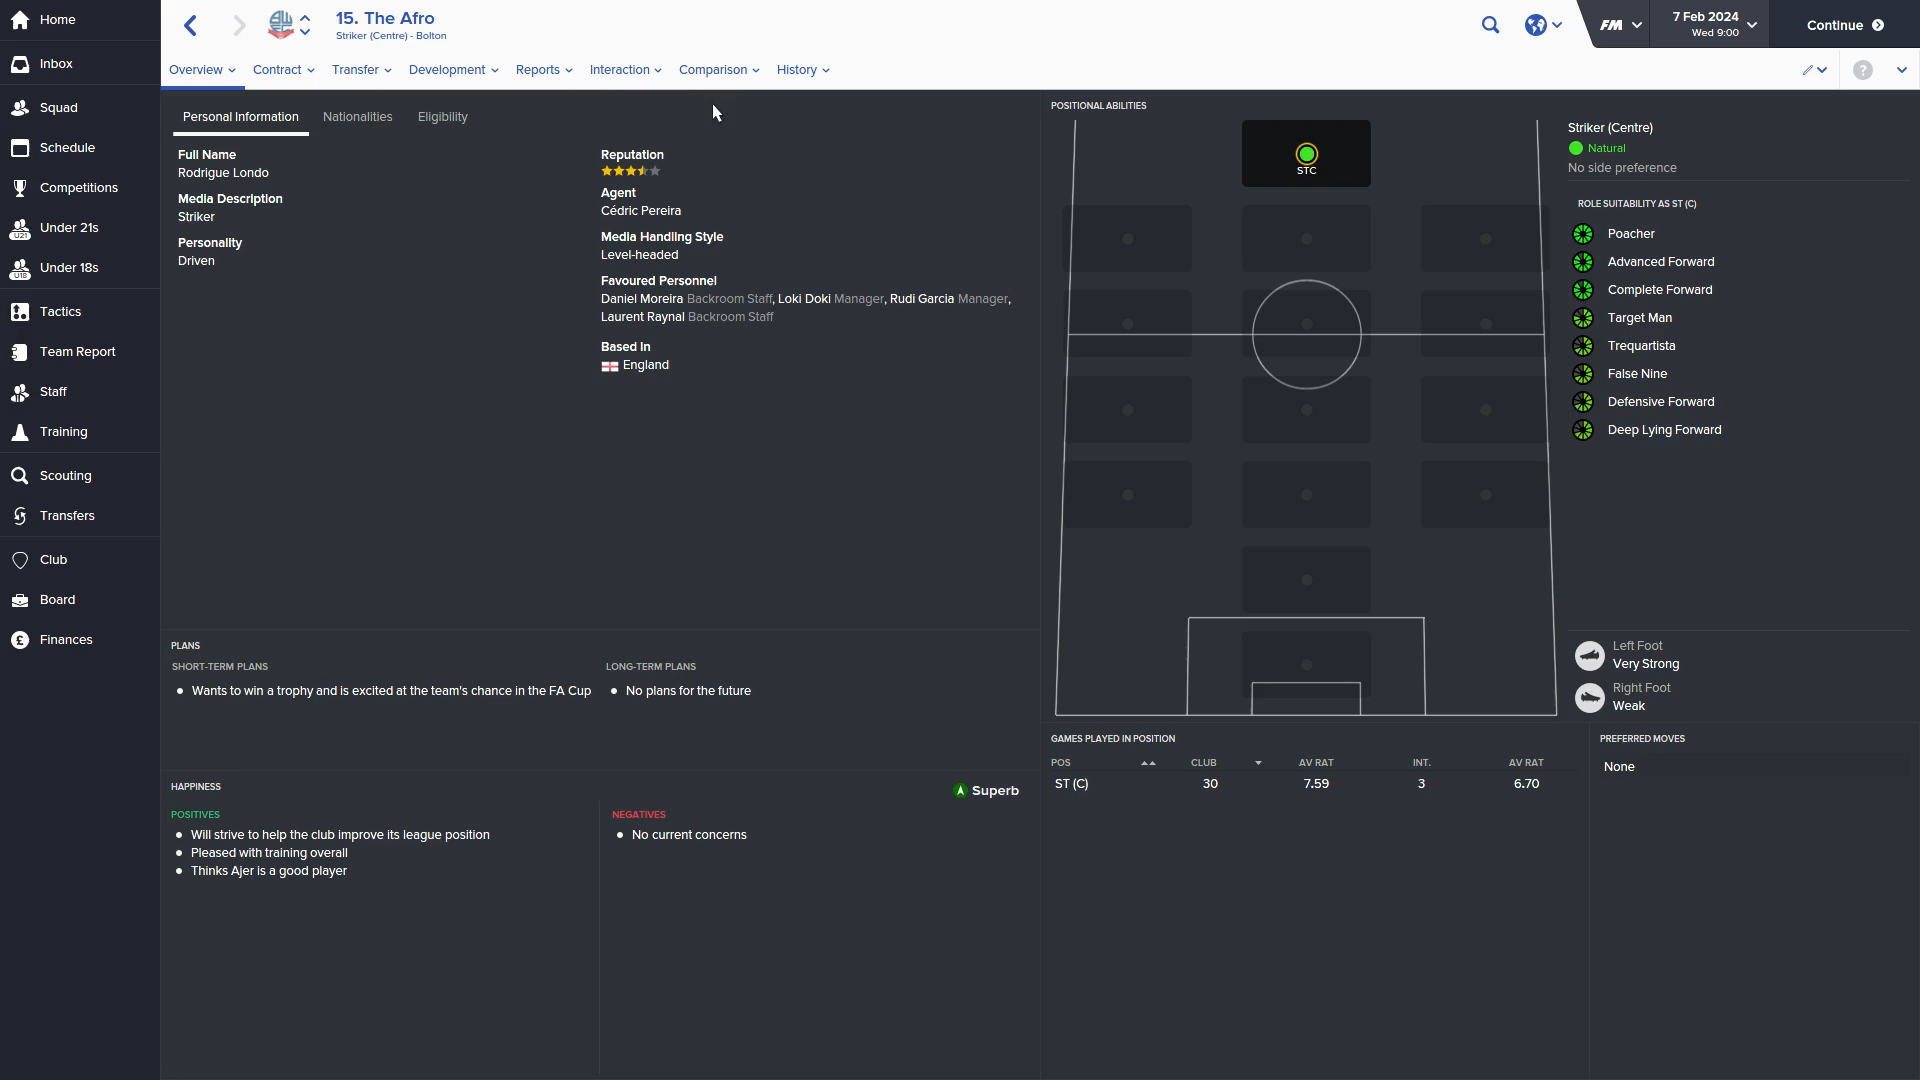 Home
Inbox
Squad
Schedule
Competitions
Under 21s
U21
Under 18s
U18
Tactics
Team Report
Staff
Training
Scouting
Transfers
Club
Board
£
Finances
15. The Afro
Striker (Centre) - Bolton
FM
7 Feb 2024
Wed 9:00
Continue
Overview
Contract
Transfer
Development
Reports
Interaction
Comparison
History
?
Personal Information
Nationalities
Eligibility
Full Name
Rodrigue Londo
Media Description
Striker
Personality
Driven
Reputation
Agent
Cédric Pereira
Media Handling Style
Level-headed
Favoured Personnel
Daniel Moreira Backroom Staff, Loki Doki Manager, Rudi Garcia Manager,
Laurent Raynal Backroom Staff
Based In
England
PLANS
SHORT-TERM PLANS
Wants to win a trophy and is excited at the team's chance in the FA Cup
LONG-TERM PLANS
No plans for the future
HAPPINESS
Superb
POSITIVES
Will strive to help the club improve its league position
Pleased with training overall
Thinks Ajer is a good player
NEGATIVES
No current concerns
POSITIONAL ABILITIES
STC
Striker (Centre)
Natural
No side preference
ROLE SUITABILITY AS ST (C)
Poacher
Advanced Forward
Complete Forward
Target Man
Trequartista
False Nine
Defensive Forward
Deep Lying Forward
Left Foot
Very Strong
Right Foot
Weak
GAMES PLAYED IN POSITION
POS CLUB AV RAT INT. AV RAT
ST (C) 30 7.59 3 6.70
PREFERRED MOVES
None